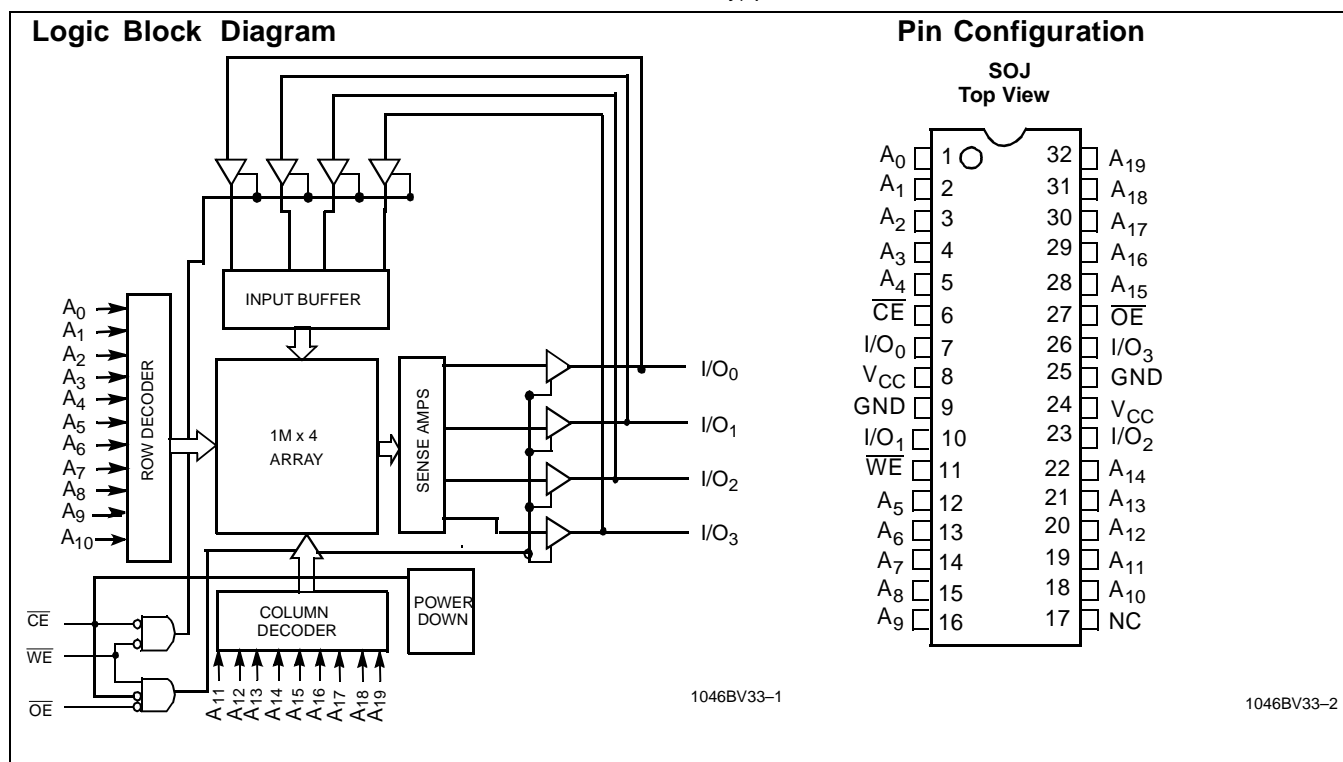 Logic Block Diagram
INPUT BUFFER
A0
A1
A2
A3
A4
A5
A6
A7
A8
A9
A10
ROW DECODER
1M x 4
ARRAY
SENSE AMPS
I/O0
I/O1
I/O2
I/O3
COLUMN
DECODER
POWER
DOWN
CE
WE
OE
A11
A12
A13
A14
A15
A16
A17
A18
A19
1046BV33–1
Pin Configuration
SOJ
Top View
A0 1 32 A19
A1 2 31 A18
A2 3 30 A17
A3 4 29 A16
A4 5 28 A15
CE 6 27 OE
I/O0 7 26 I/O3
VCC 8 25 GND
GND 9 24 VCC
I/O1 10 23 I/O2
WE 11 22 A14
A5 12 21 A13
A6 13 20 A12
A7 14 19 A11
A8 15 18 A10
A9 16 17 NC
1046BV33–2